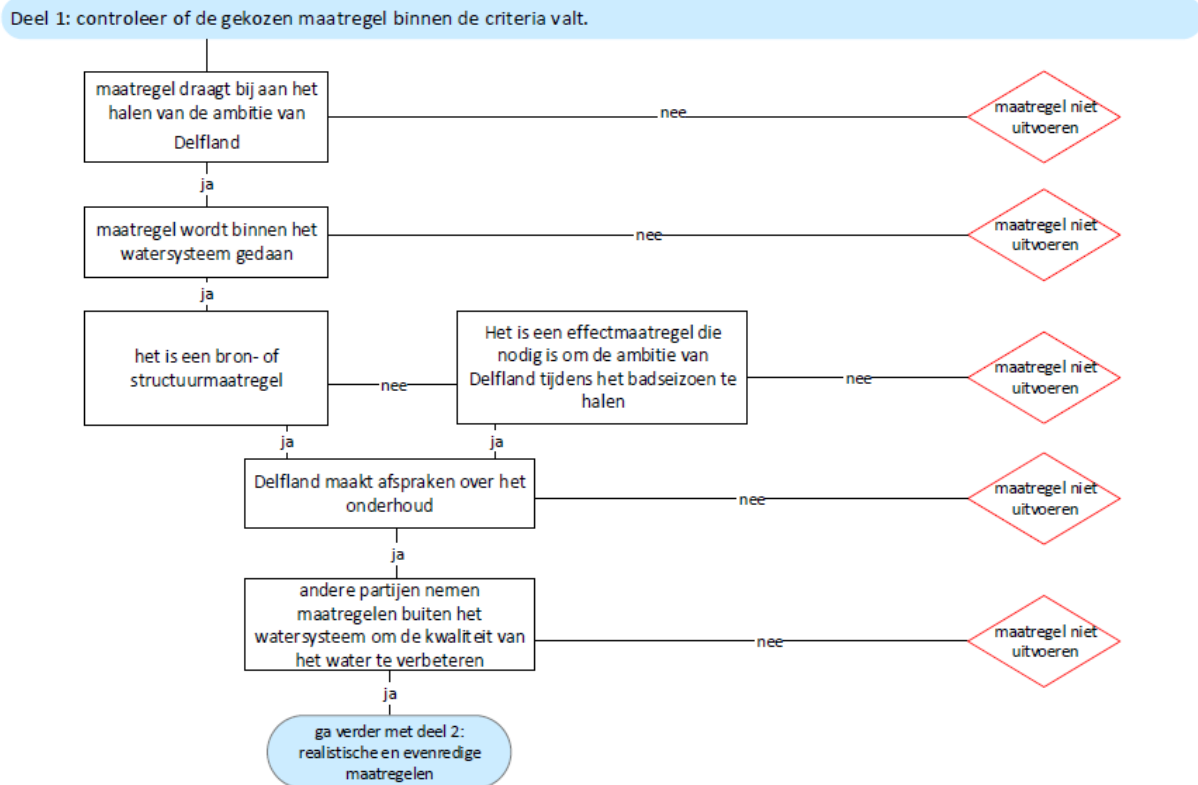 Deel 1: controleer of de gekozen maatregel binnen de criteria valt.
maatregel draagt bij aan het
halen van de ambitie van
Delfland
nee
maatregel niet
uitvoeren
ja
maatregel wordt binnen het
watersysteem gedaan
nee
maatregel niet
uitvoeren
ja
het is een bron- of
structuurmaatregel
nee
Het is een effectmaatregel die
nodig is om de ambitie van
Delfland tijdens het badseizoen te
halen
nee
maatregel niet
uitvoeren
ja
ja
Delfland maakt afspraken over het
onderhoud
nee
maatregel niet
uitvoeren
ja
andere partijen nemen
maatregelen buiten het
watersysteem om de kwaliteit van
het water te verbeteren
nee
maatregel niet
uitvoeren
ja
ga verder met deel 2:
realistische en evenredige
maatregelen